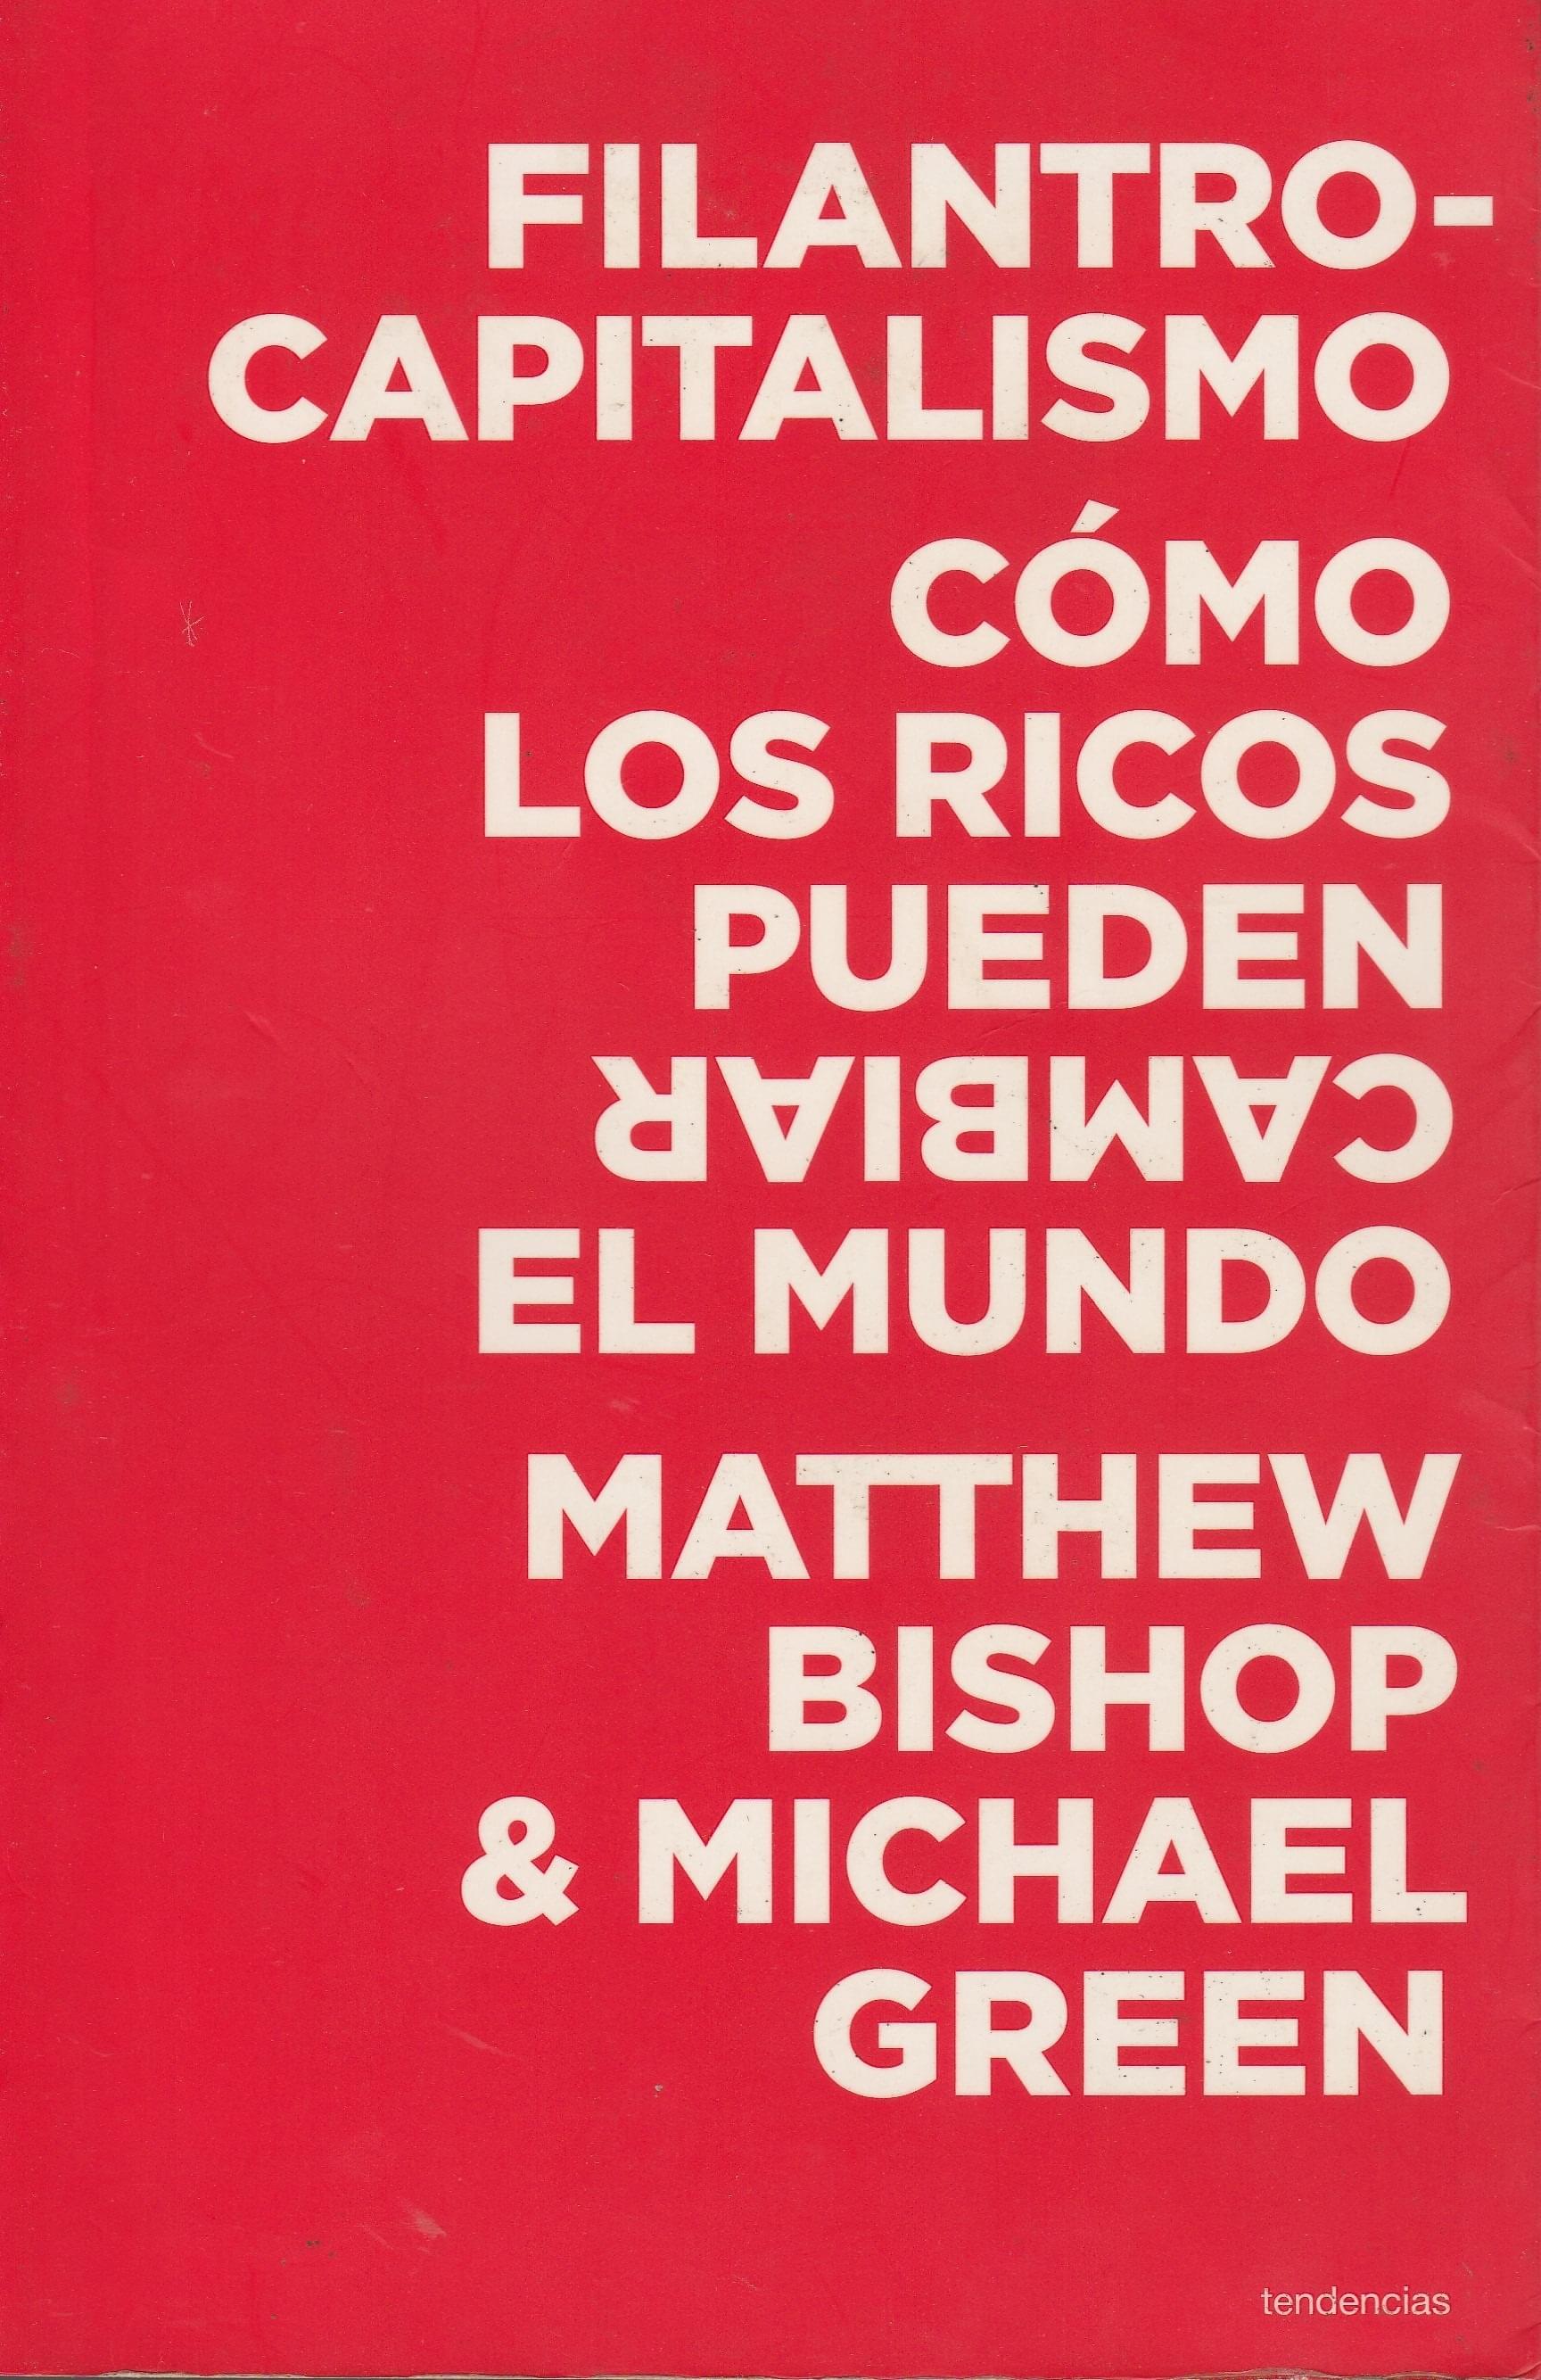 FILANTRO-
CAPITALISMO
CÓMO
LOS RICOS
PUEDEN
CAMBIAR
EL MUNDO
MATTHEW
BISHOP
& MICHAEL
GREEN
tendencias